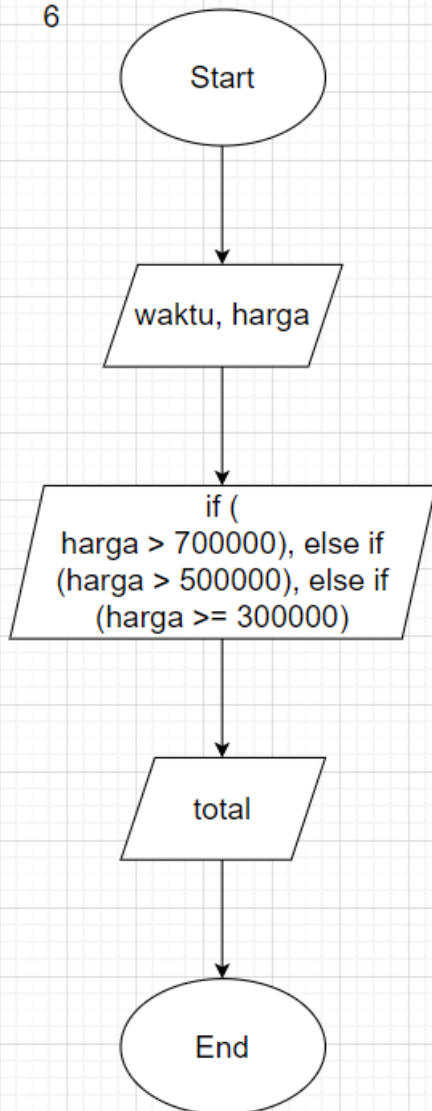 6
Start
waktu, harga
if (
harga > 700000), else if
(harga > 500000), else if
(harga >= 300000)
total
End